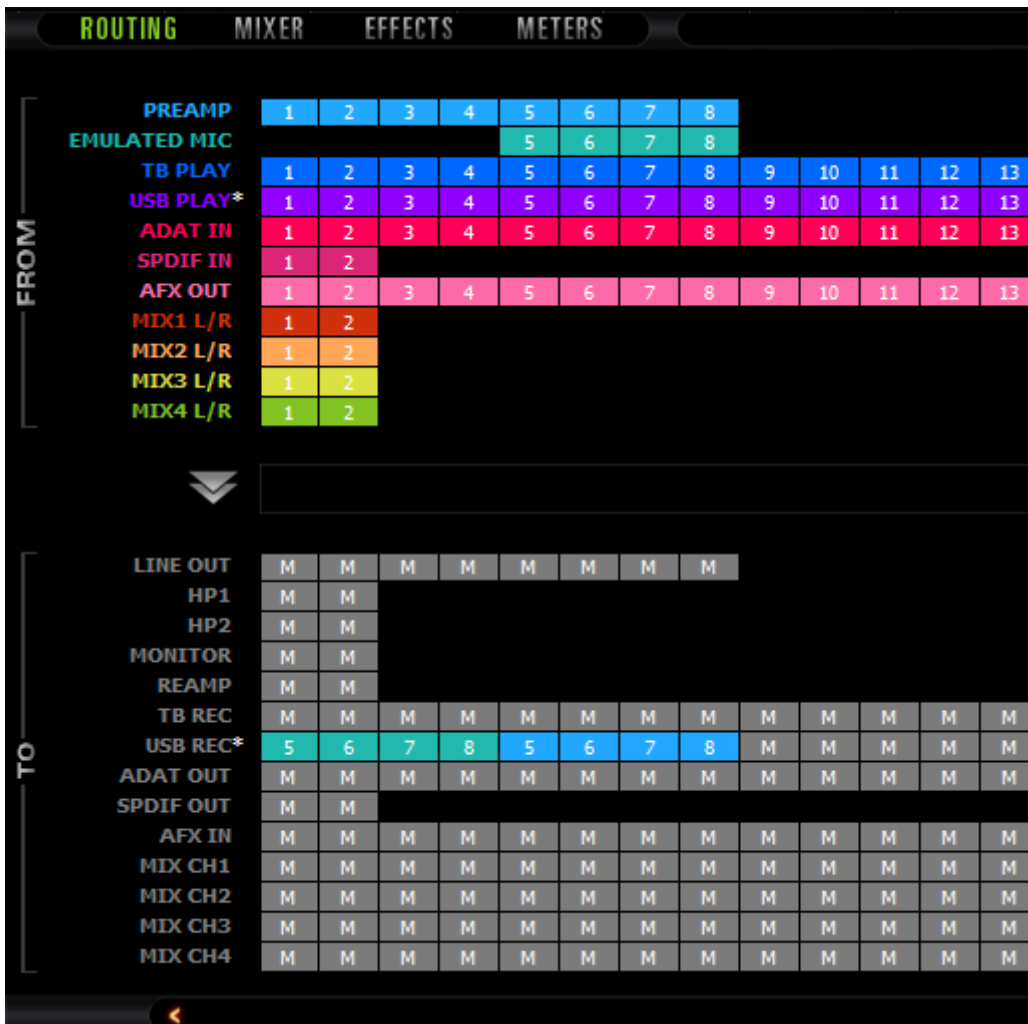 ROUTING MIXER EFFECTS METERS
FROM
PREAMP 1 2 3 4 5 6 7 8
EMULATED MIC 5 6 7 8
TB PLAY 1 2 3 4 5 6 7 8 9 10 11 12 13
USB PLAY* 1 2 3 4 5 6 7 8 9 10 11 12 13
ADAT IN 1 2 3 4 5 6 7 8 9 10 11 12 13
SPDIF IN 1 2
AFX OUT 1 2 3 4 5 6 7 8 9 10 11 12 13
MIX1 L/R 1 2
MIX2 L/R 1 2
MIX3 L/R 1 2
MIX4 L/R 1 2
TO
LINE OUT M M M M M M M M
HP1 M M
HP2 M M
MONITOR M M
REAMP M M
TB REC M M M M M M M M M M M M M
USB REC* 5 6 7 8 5 6 7 8 M M M M M
ADAT OUT M M M M M M M M M M M M M
SPDIF OUT M M
AFX IN M M M M M M M M M M M M M
MIX CH1 M M M M M M M M M M M M M
MIX CH2 M M M M M M M M M M M M M
MIX CH3 M M M M M M M M M M M M M
MIX CH4 M M M M M M M M M M M M M